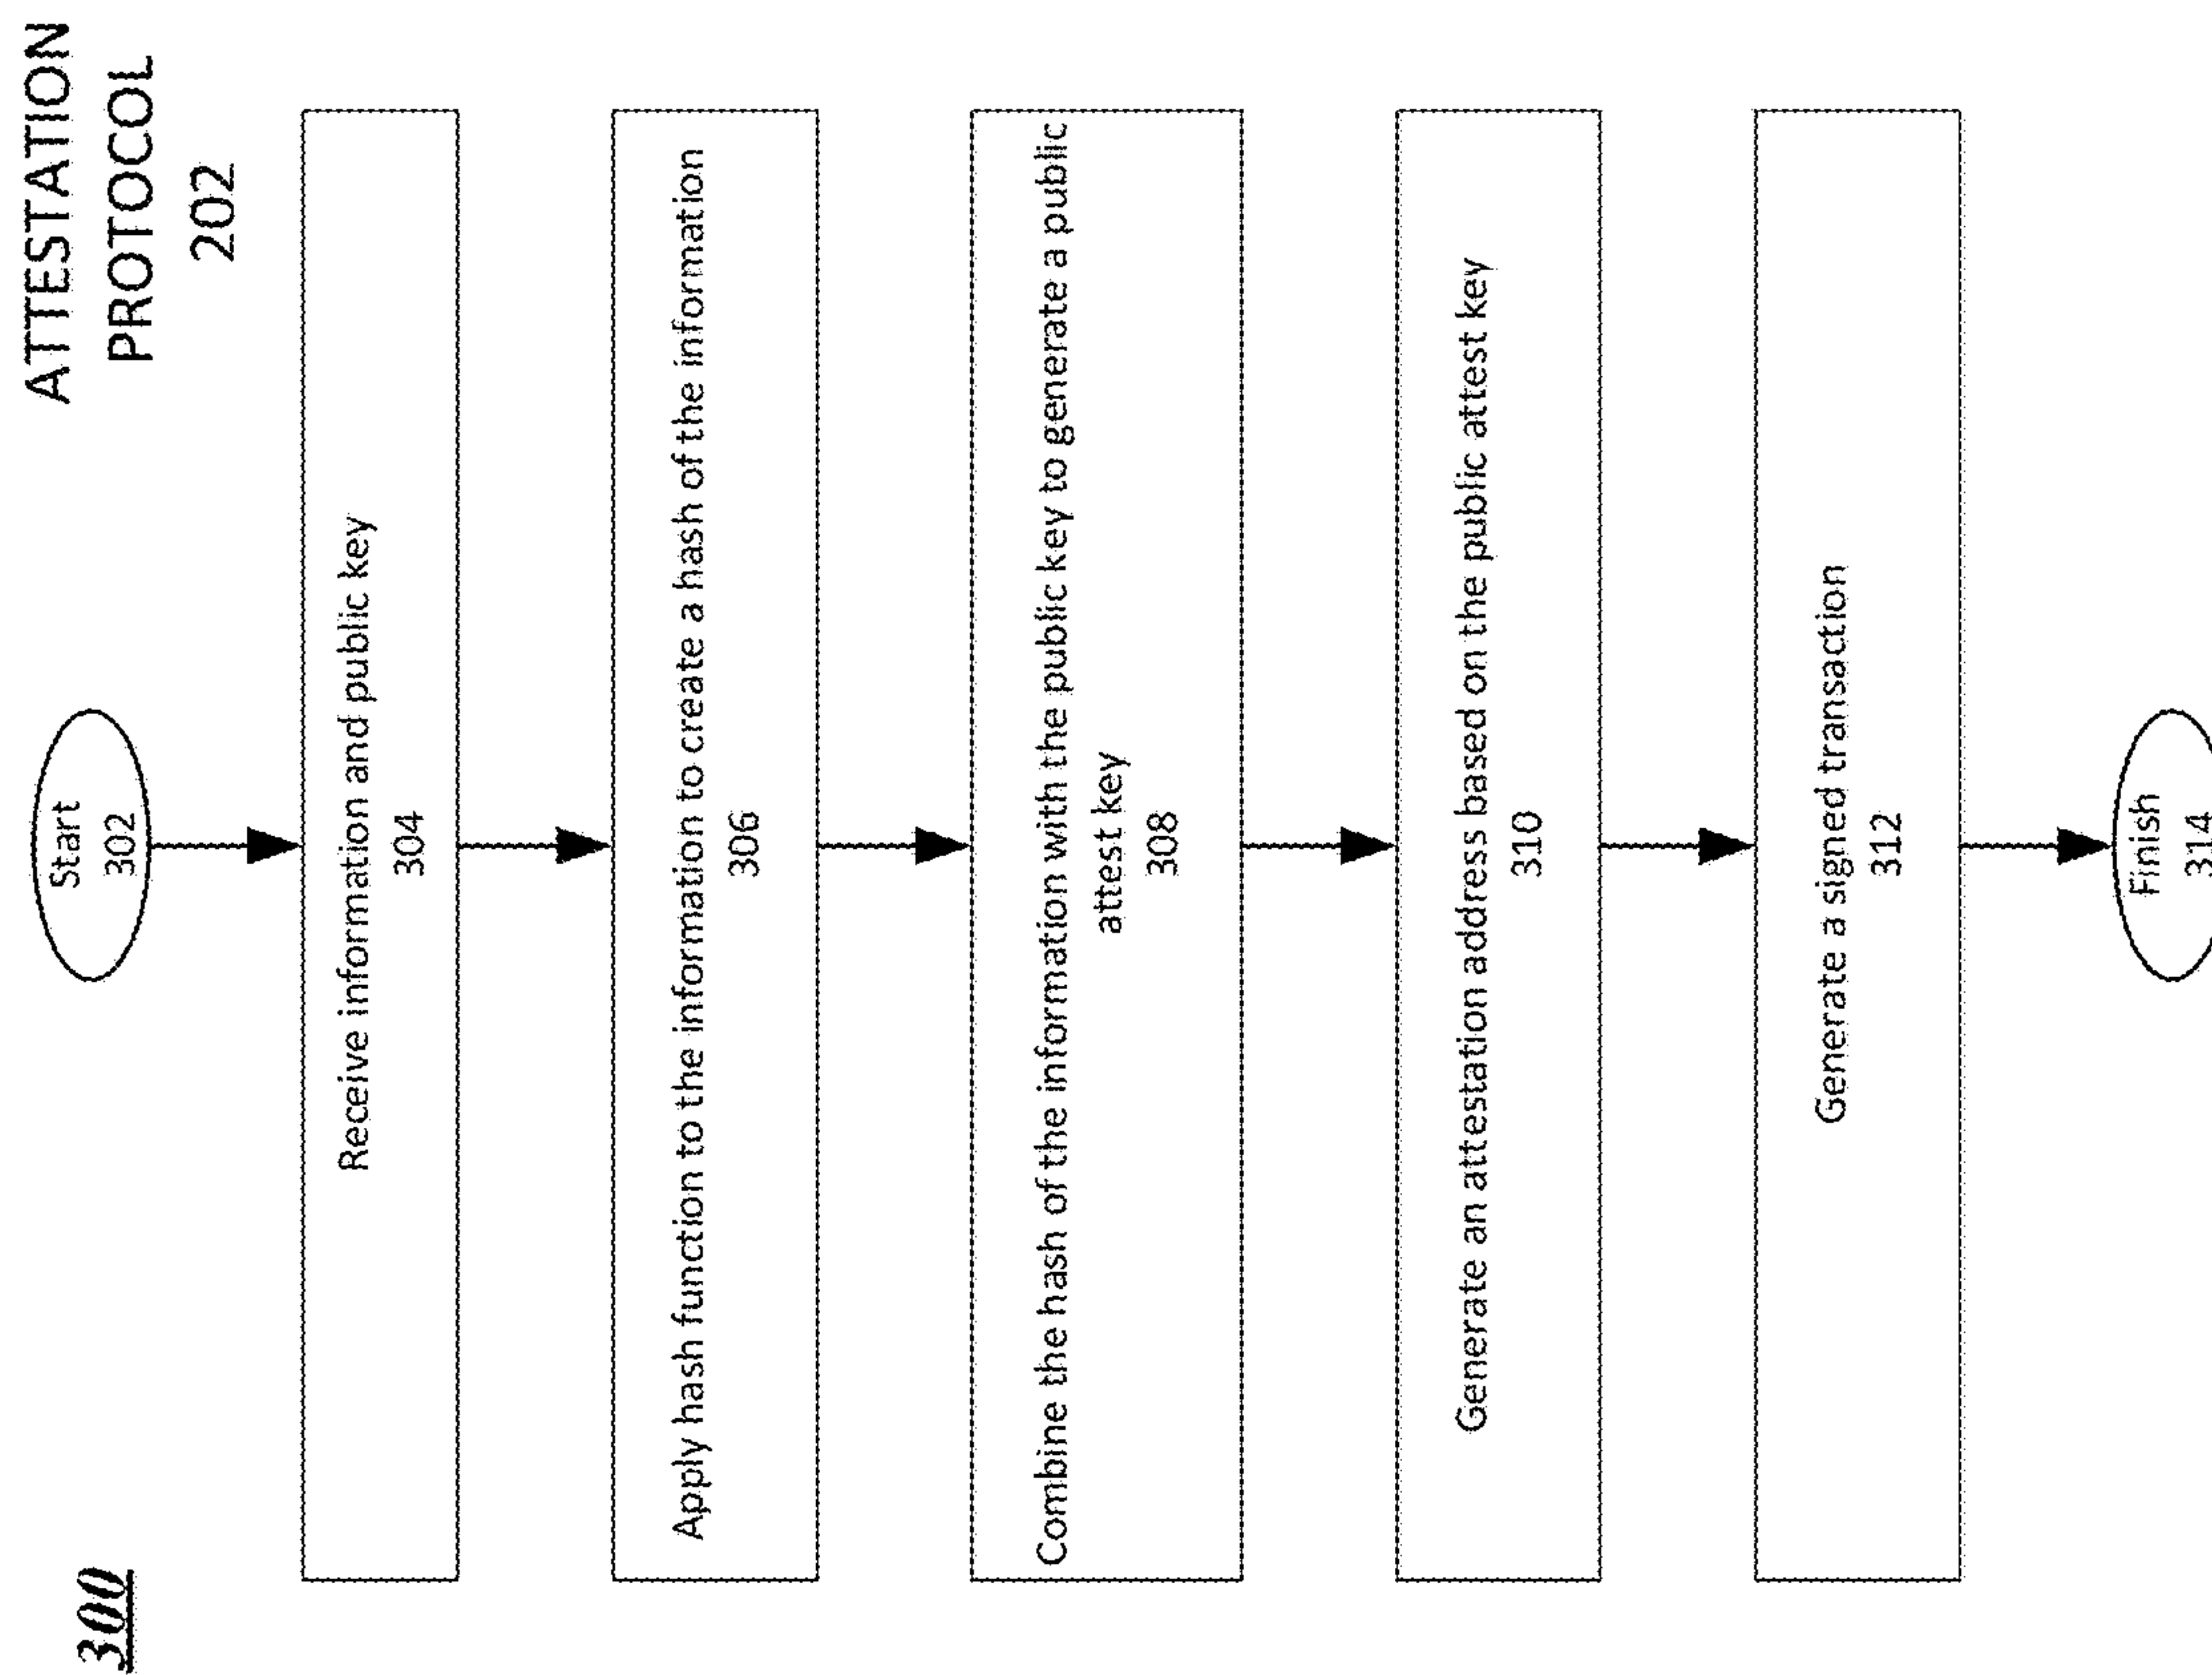 300
ATTESTATION
PROTOCOL
202
Start
302
Receive information and public key
304
Apply hash function to the information to create a hash of the information
306
Combine the hash of the information with the public key to generate a public
attest key
308
Generate an attestation address based on the public attest key
310
Generate a signed transaction
312
Finish
314